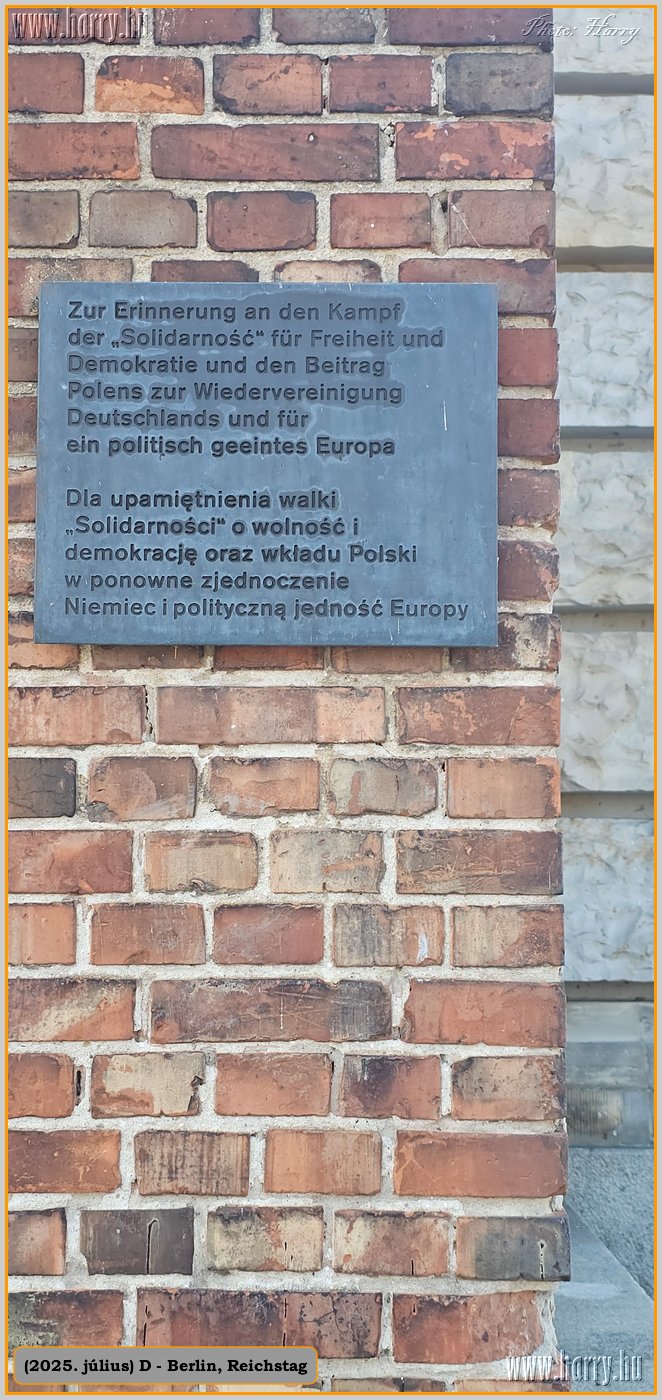 www.harry.hu
Photo: Harry
Zur Erinnerung an den Kampf
der „Solidarność“ für Freiheit und
Demokratie und den Beitrag
Polens zur Wiedervereinigung
Deutschlands und für
ein politisch geeintes Europa
Dla upamiętnienia walki
„Solidarności“ o wolność i
demokrację oraz wkładu Polski
w ponowne zjednoczenie
Niemiec i polityczną jedność Europy
(2025. július) D - Berlin, Reichstag
www.harry.hu